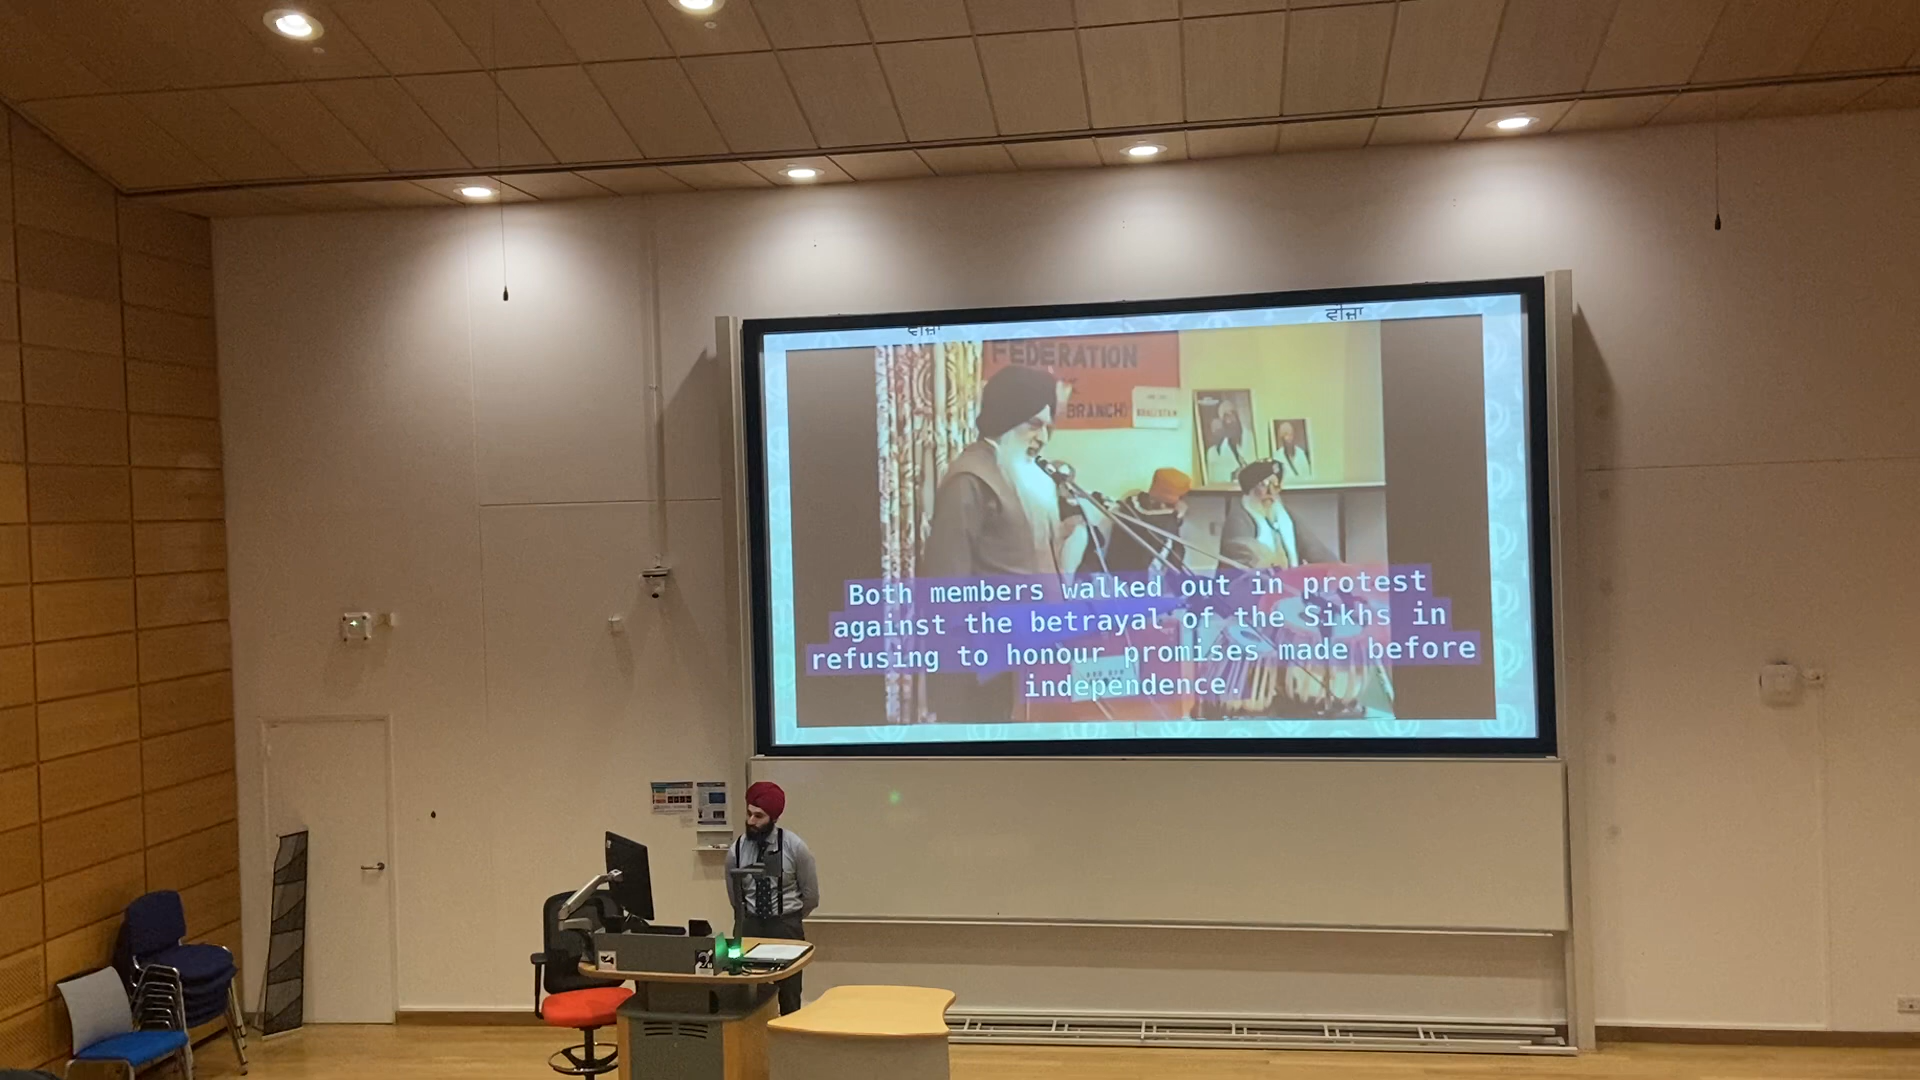 ਵੀਜ਼ਾ
ਵੀਜ਼ਾ
FEDERATION
BRANCH)
KHALISTAN
Both members walked out in protest
against the betrayal of the Sikhs in
refusing to honour promises made before
independence.